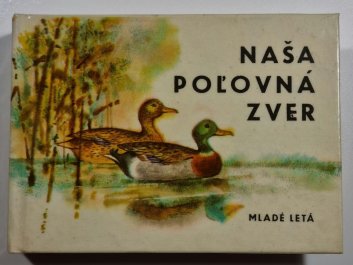 NAŠA
POĽOVNÁ
ZVER
MLADÉ LETÁ